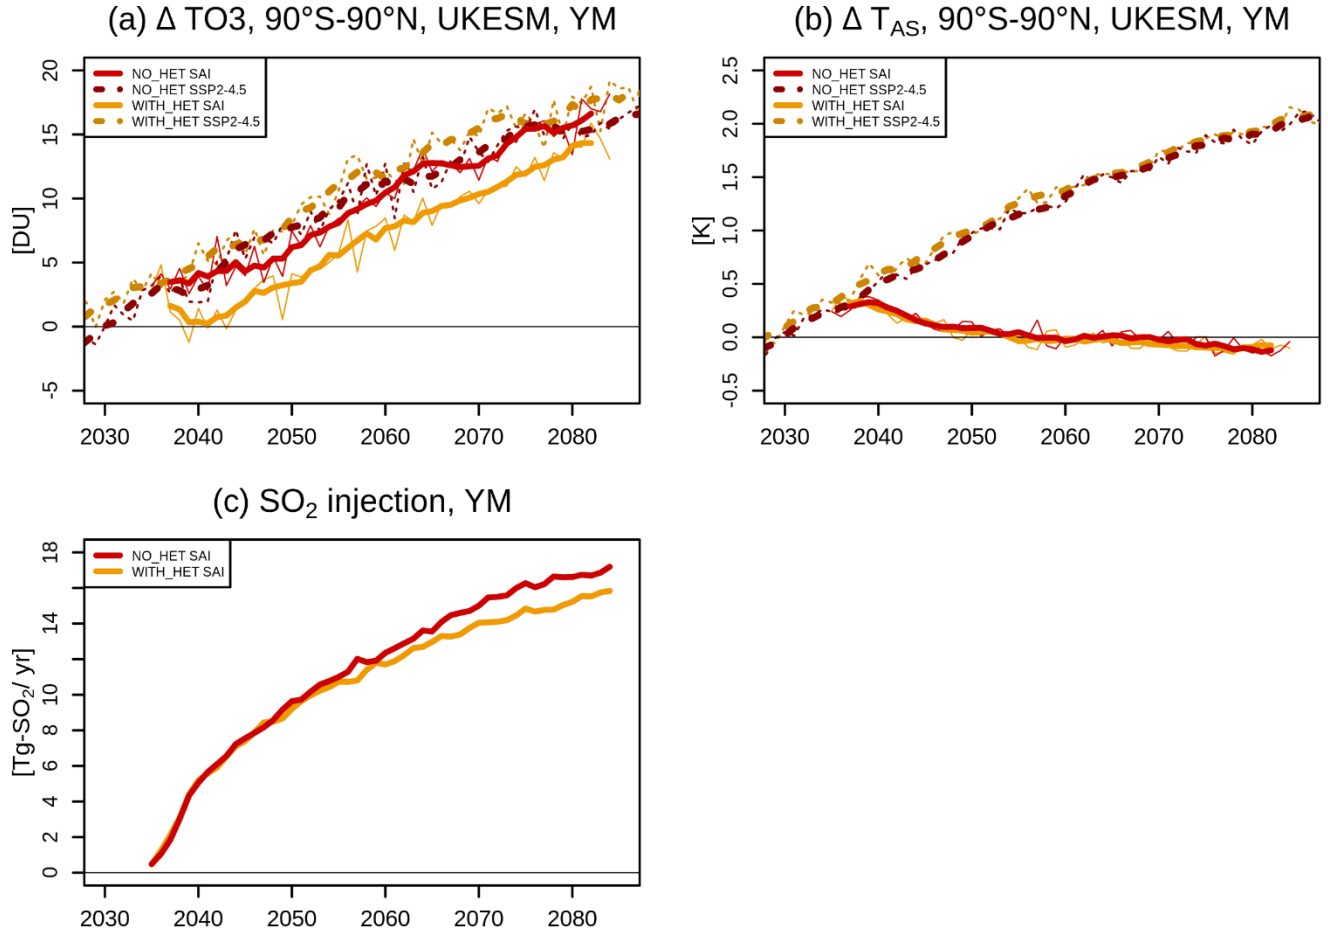 (a) Δ TO3, 90°S-90°N, UKESM, YM
[DU]
20
15
10
5
0
-5
NO_HET SAI
NO_HET SSP2-4.5
WITH_HET SAI
WITH_HET SSP2-4.5
2030 2040 2050 2060 2070 2080
(b) Δ T_AS, 90°S-90°N, UKESM, YM
[K]
2.5
2.0
1.5
1.0
0.5
0.0
-0.5
NO_HET SAI
NO_HET SSP2-4.5
WITH_HET SAI
WITH_HET SSP2-4.5
2030 2040 2050 2060 2070 2080
(c) SO₂ injection, YM
[Tg-SO₂/ yr]
18
14
10
8
6
4
2
0
NO_HET SAI
WITH_HET SAI
2030 2040 2050 2060 2070 2080